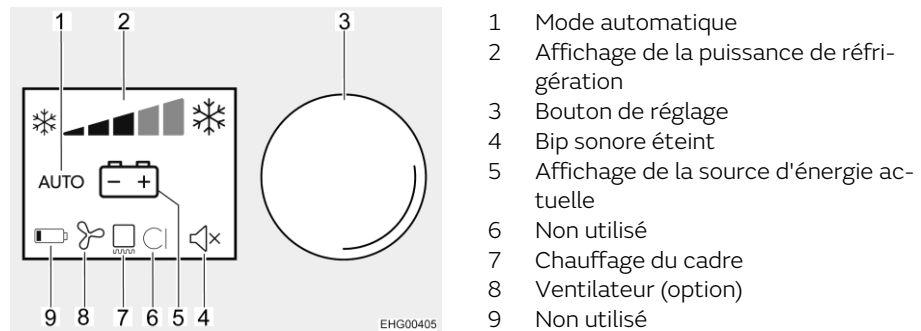 1 2 3
AUTO
- +
9 8 7 6 5 4
EHG00405
1 Mode automatique
2 Affichage de la puissance de réfri-
gération
3 Bouton de réglage
4 Bip sonore éteint
5 Affichage de la source d'énergie ac-
tuelle
6 Non utilisé
7 Chauffage du cadre
8 Ventilateur (option)
9 Non utilisé